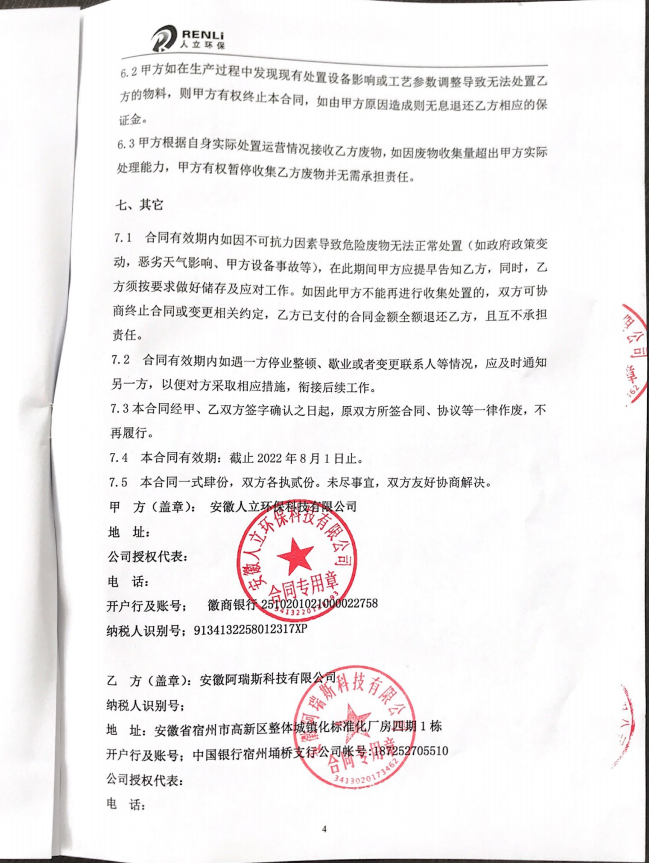 RENLI
人立环保
6.2 甲方如在生产过程中发现现有处置设备影响或工艺参数调整导致无法处置乙
方的物料，则甲方有权终止本合同，如由甲方原因造成则无息退还乙方相应的保
证金。
6.3 甲方根据自身实际处置运营情况接收乙方废物，如因废物收集量超出甲方实际
处理能力，甲方有权暂停收集乙方废物并无需承担责任。
七、其它
7.1 合同有效期内如因不可抗力因素导致危险废物无法正常处置（如政府政策变
动，恶劣天气影响、甲方设备事故等），在此期间甲方应提早告知乙方，同时，乙
方须按要求做好储存及应对工作。如因此甲方不能再进行收集处置的，双方可协
商终止合同或变更相关约定，乙方已支付的合同金额全额退还乙方，且互不承担
责任。
7.2 合同有效期内如遇一方停业整顿、歇业或者变更联系人等情况，应及时通知
另一方，以便对方采取相应措施，衔接后续工作。
7.3 本合同经甲、乙双方签字确认之日起，原双方所签合同、协议等一律作废，不
再履行。
7.4 本合同有效期：截止 2022 年 8 月 1 日止。
7.5 本合同一式肆份，双方各执贰份。未尽事宜，双方友好协商解决。
甲 方（盖章）： 安徽人立环保科技有限公司
地 址：
公司授权代表：
电 话：
开户行及账号； 徽商银行 2510201021000022758
纳税人识别号；9134132258012317XP
安徽人立环保科技有限公司
合同专用章
乙 方（盖章）：安徽阿瑞斯科技有限公司
纳税人识别号；
地 址：安徽省宿州市高新区整体城镇化标准化厂房四期 1 栋
开户行及账号；中国银行宿州埇桥支行公司帐号:187252705510
公司授权代表：
电 话：
安徽阿瑞斯科技有限公司
合同专用章
3413020173462
4